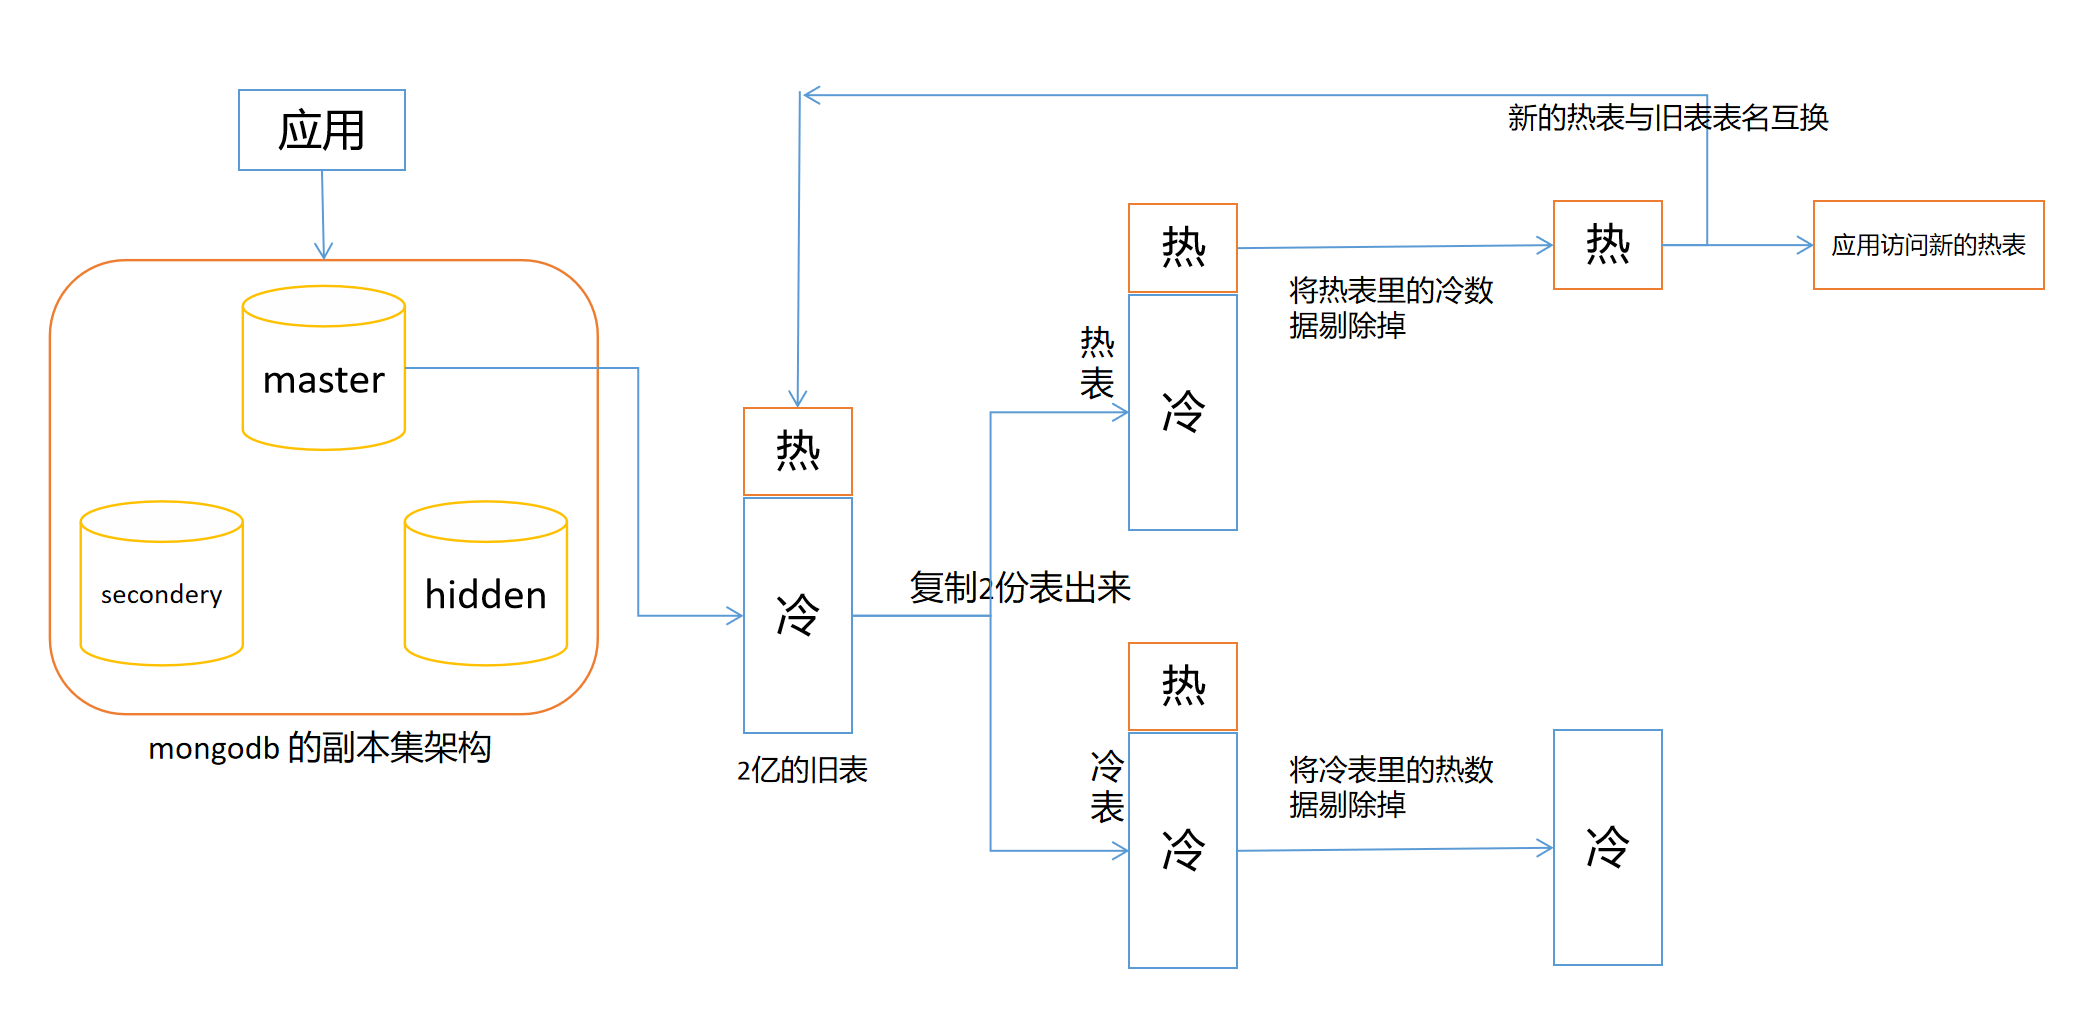 应用
新的热表与旧表表名互换
热
热
应用访问新的热表
将热表里的冷数
据剔除掉
热
表
冷
master
热
secondery
hidden
复制2份表出来
冷
热
mongodb 的副本集架构
2亿的旧表
冷
表
将冷表里的热数
据剔除掉
冷
冷